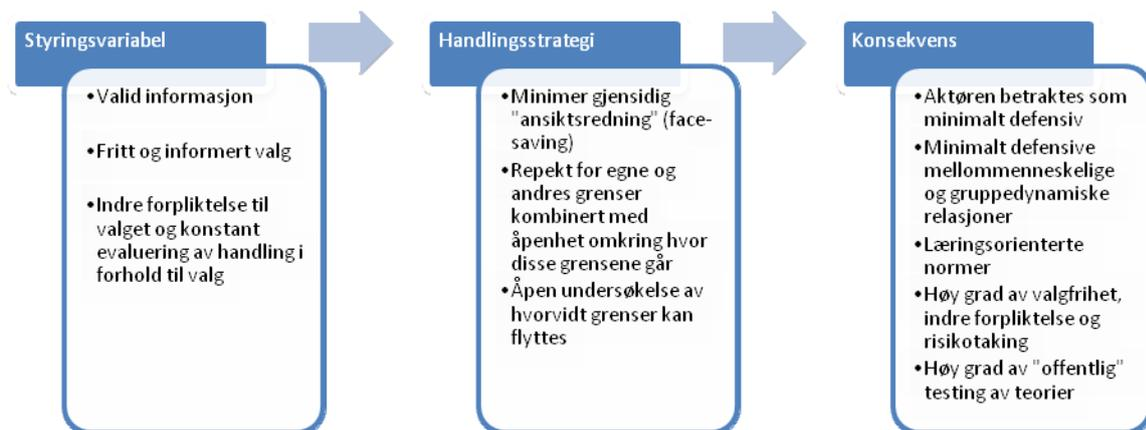 Styringsvariabel
•Valid informasjon
•Fritt og informert valg
•Indre forpliktelse til
valget og konstant
evaluering av handling i
forhold til valg
Handlingsstrategi
•Minimer gjensidig
"ansiktsredning" (face-
saving)
•Repekt for egne og
andres grenser
kombinert med
åpenhet omkring hvor
disse grensene går
•Åpen undersøkelse av
hvorvidt grenser kan
flyttes
Konsekvens
•Aktøren betraktes som
minimalt defensiv
•Minimalt defensive
mellommenneskelige
og gruppedynamiske
relasjoner
•Læringsorienterte
normer
•Høy grad av valgfrihet,
indre forpliktelse og
risikotaking
•Høy grad av "offentlig"
testing av teorier